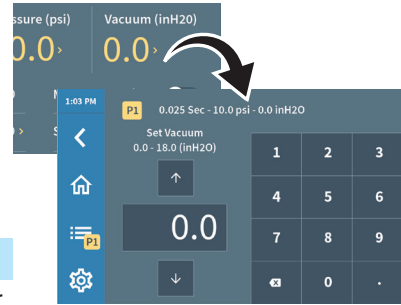 ssure (psi)
Vacuum (inH20)
0.0 ›
0.0 ›
1:03 PM
P1
0.025 Sec - 10.0 psi - 0.0 inH2O
Set Vacuum
0.0 - 18.0 (inH2O)
0.0
P1
1 2 3
4 5 6
7 8 9
0 .